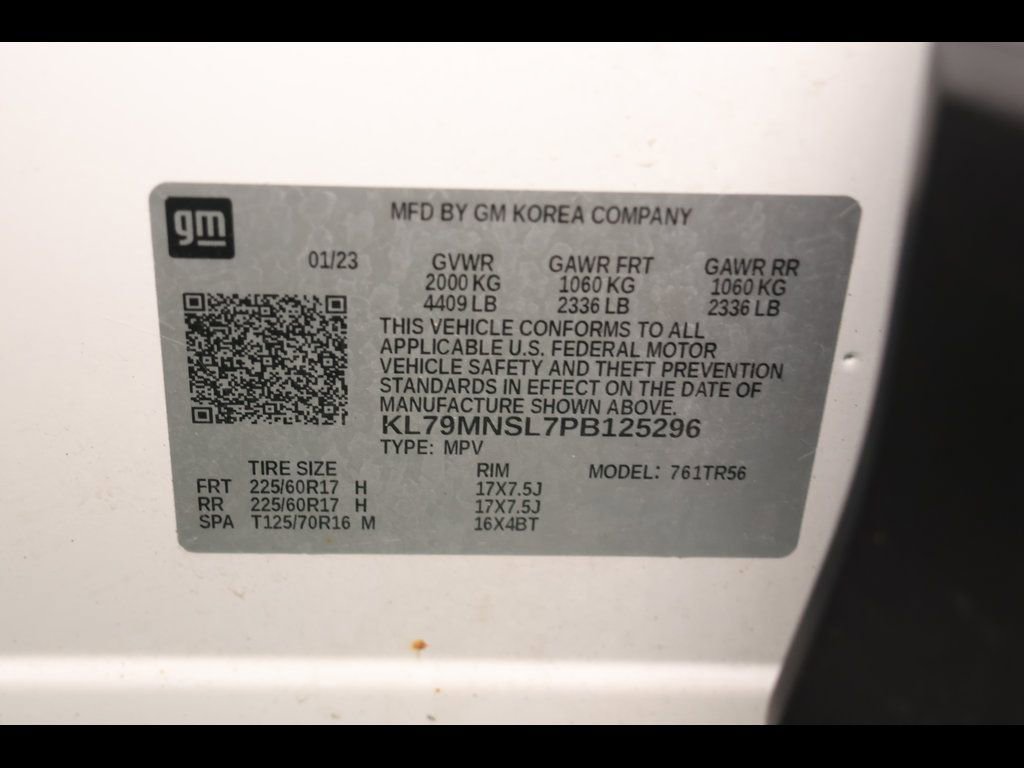 gm
MFD BY GM KOREA COMPANY
01/23 GVWR GAWR FRT GAWR RR
2000 KG 1060 KG 1060 KG
4409 LB 2336 LB 2336 LB
THIS VEHICLE CONFORMS TO ALL
APPLICABLE U.S. FEDERAL MOTOR
VEHICLE SAFETY AND THEFT PREVENTION
STANDARDS IN EFFECT ON THE DATE OF
MANUFACTURE SHOWN ABOVE.
KL79MNSL7PB125296
TYPE: MPV
TIRE SIZE RIM MODEL: 761TR56
FRT 225/60R17 H 17X7.5J
RR 225/60R17 H 17X7.5J
SPA T125/70R16 M 16X4BT